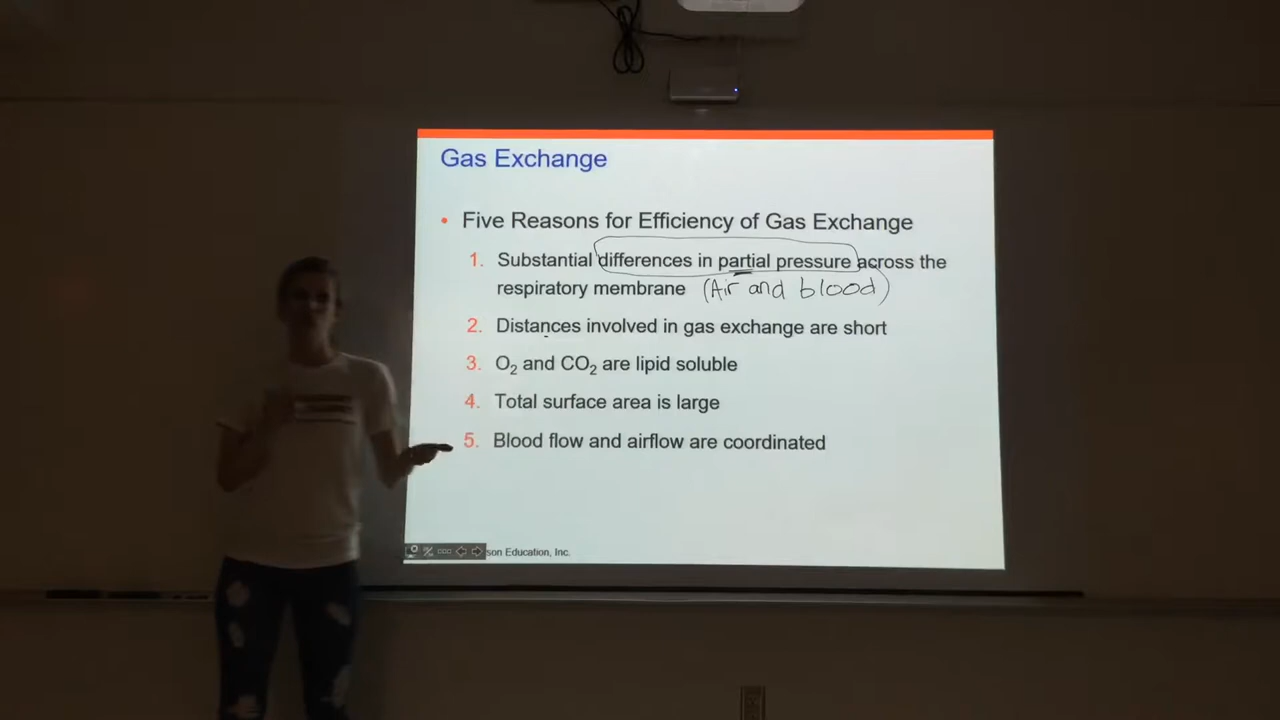 Gas Exchange
• Five Reasons for Efficiency of Gas Exchange
1. Substantial differences in partial pressure across the
respiratory membrane (Air and blood)
2. Distances involved in gas exchange are short
3. O₂ and CO₂ are lipid soluble
4. Total surface area is large
5. Blood flow and airflow are coordinated
son Education, Inc.